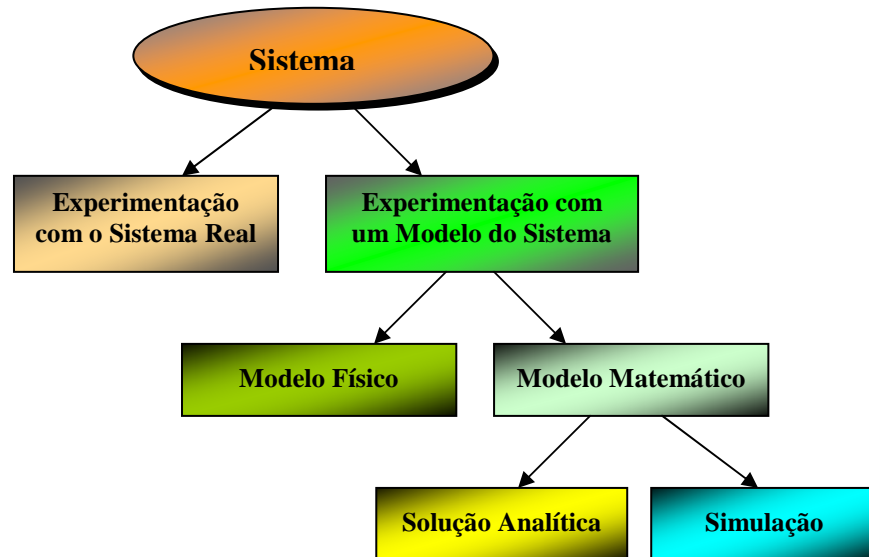 Sistema
Experimentação
com o Sistema Real
Experimentação com
um Modelo do Sistema
Modelo Físico
Modelo Matemático
Solução Analítica
Simulação